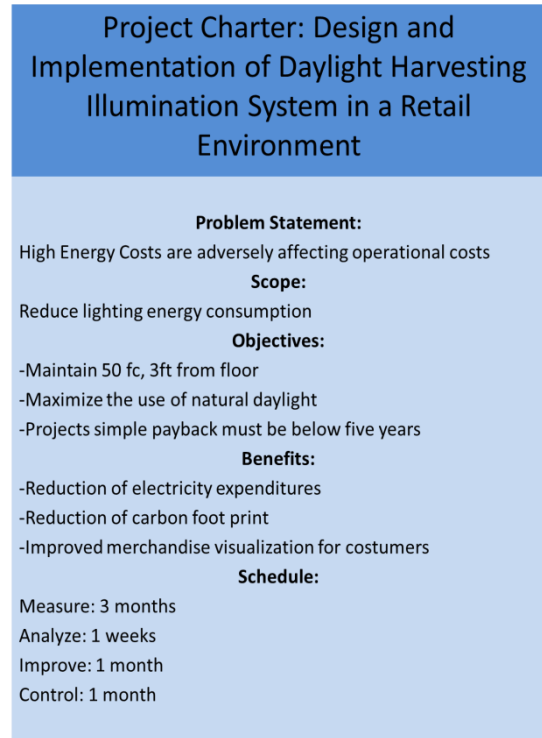 Project Charter: Design and
Implementation of Daylight Harvesting
Illumination System in a Retail
Environment
Problem Statement:
High Energy Costs are adversely affecting operational costs
Scope:
Reduce lighting energy consumption
Objectives:
-Maintain 50 fc, 3ft from floor
-Maximize the use of natural daylight
-Projects simple payback must be below five years
Benefits:
-Reduction of electricity expenditures
-Reduction of carbon foot print
-Improved merchandise visualization for costumers
Schedule:
Measure: 3 months
Analyze: 1 weeks
Improve: 1 month
Control: 1 month